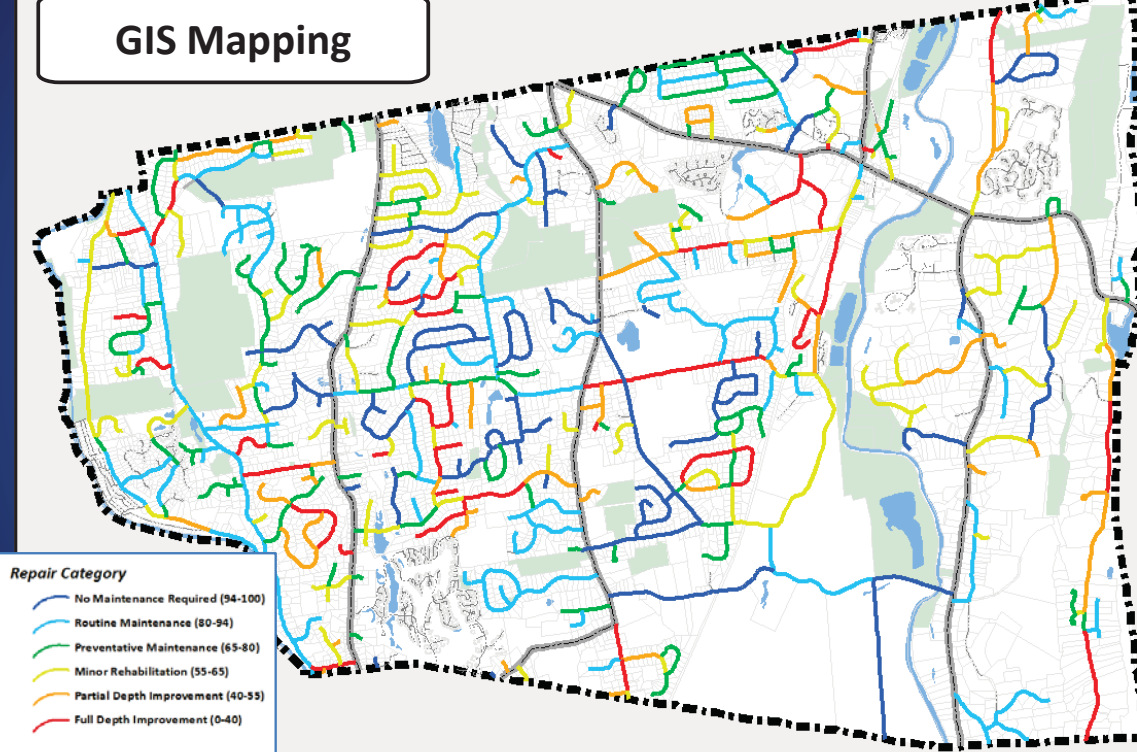 GIS Mapping
Repair Category
No Maintenance Required (94-100)
Routine Maintenance (80-94)
Preventative Maintenance (65-80)
Minor Rehabilitation (55-65)
Partial Depth Improvement (40-55)
Full Depth Improvement (0-40)